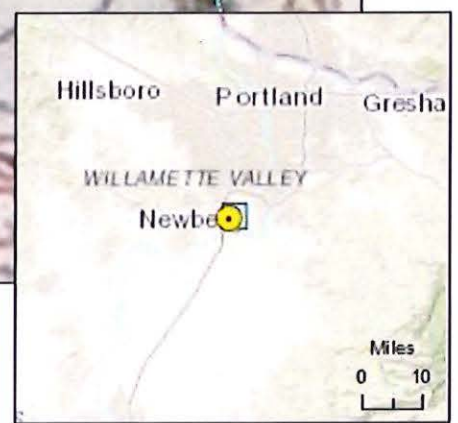 Hillsboro Portland Gresha
WILLAMETTE VALLEY
Newbe
Miles
0 10